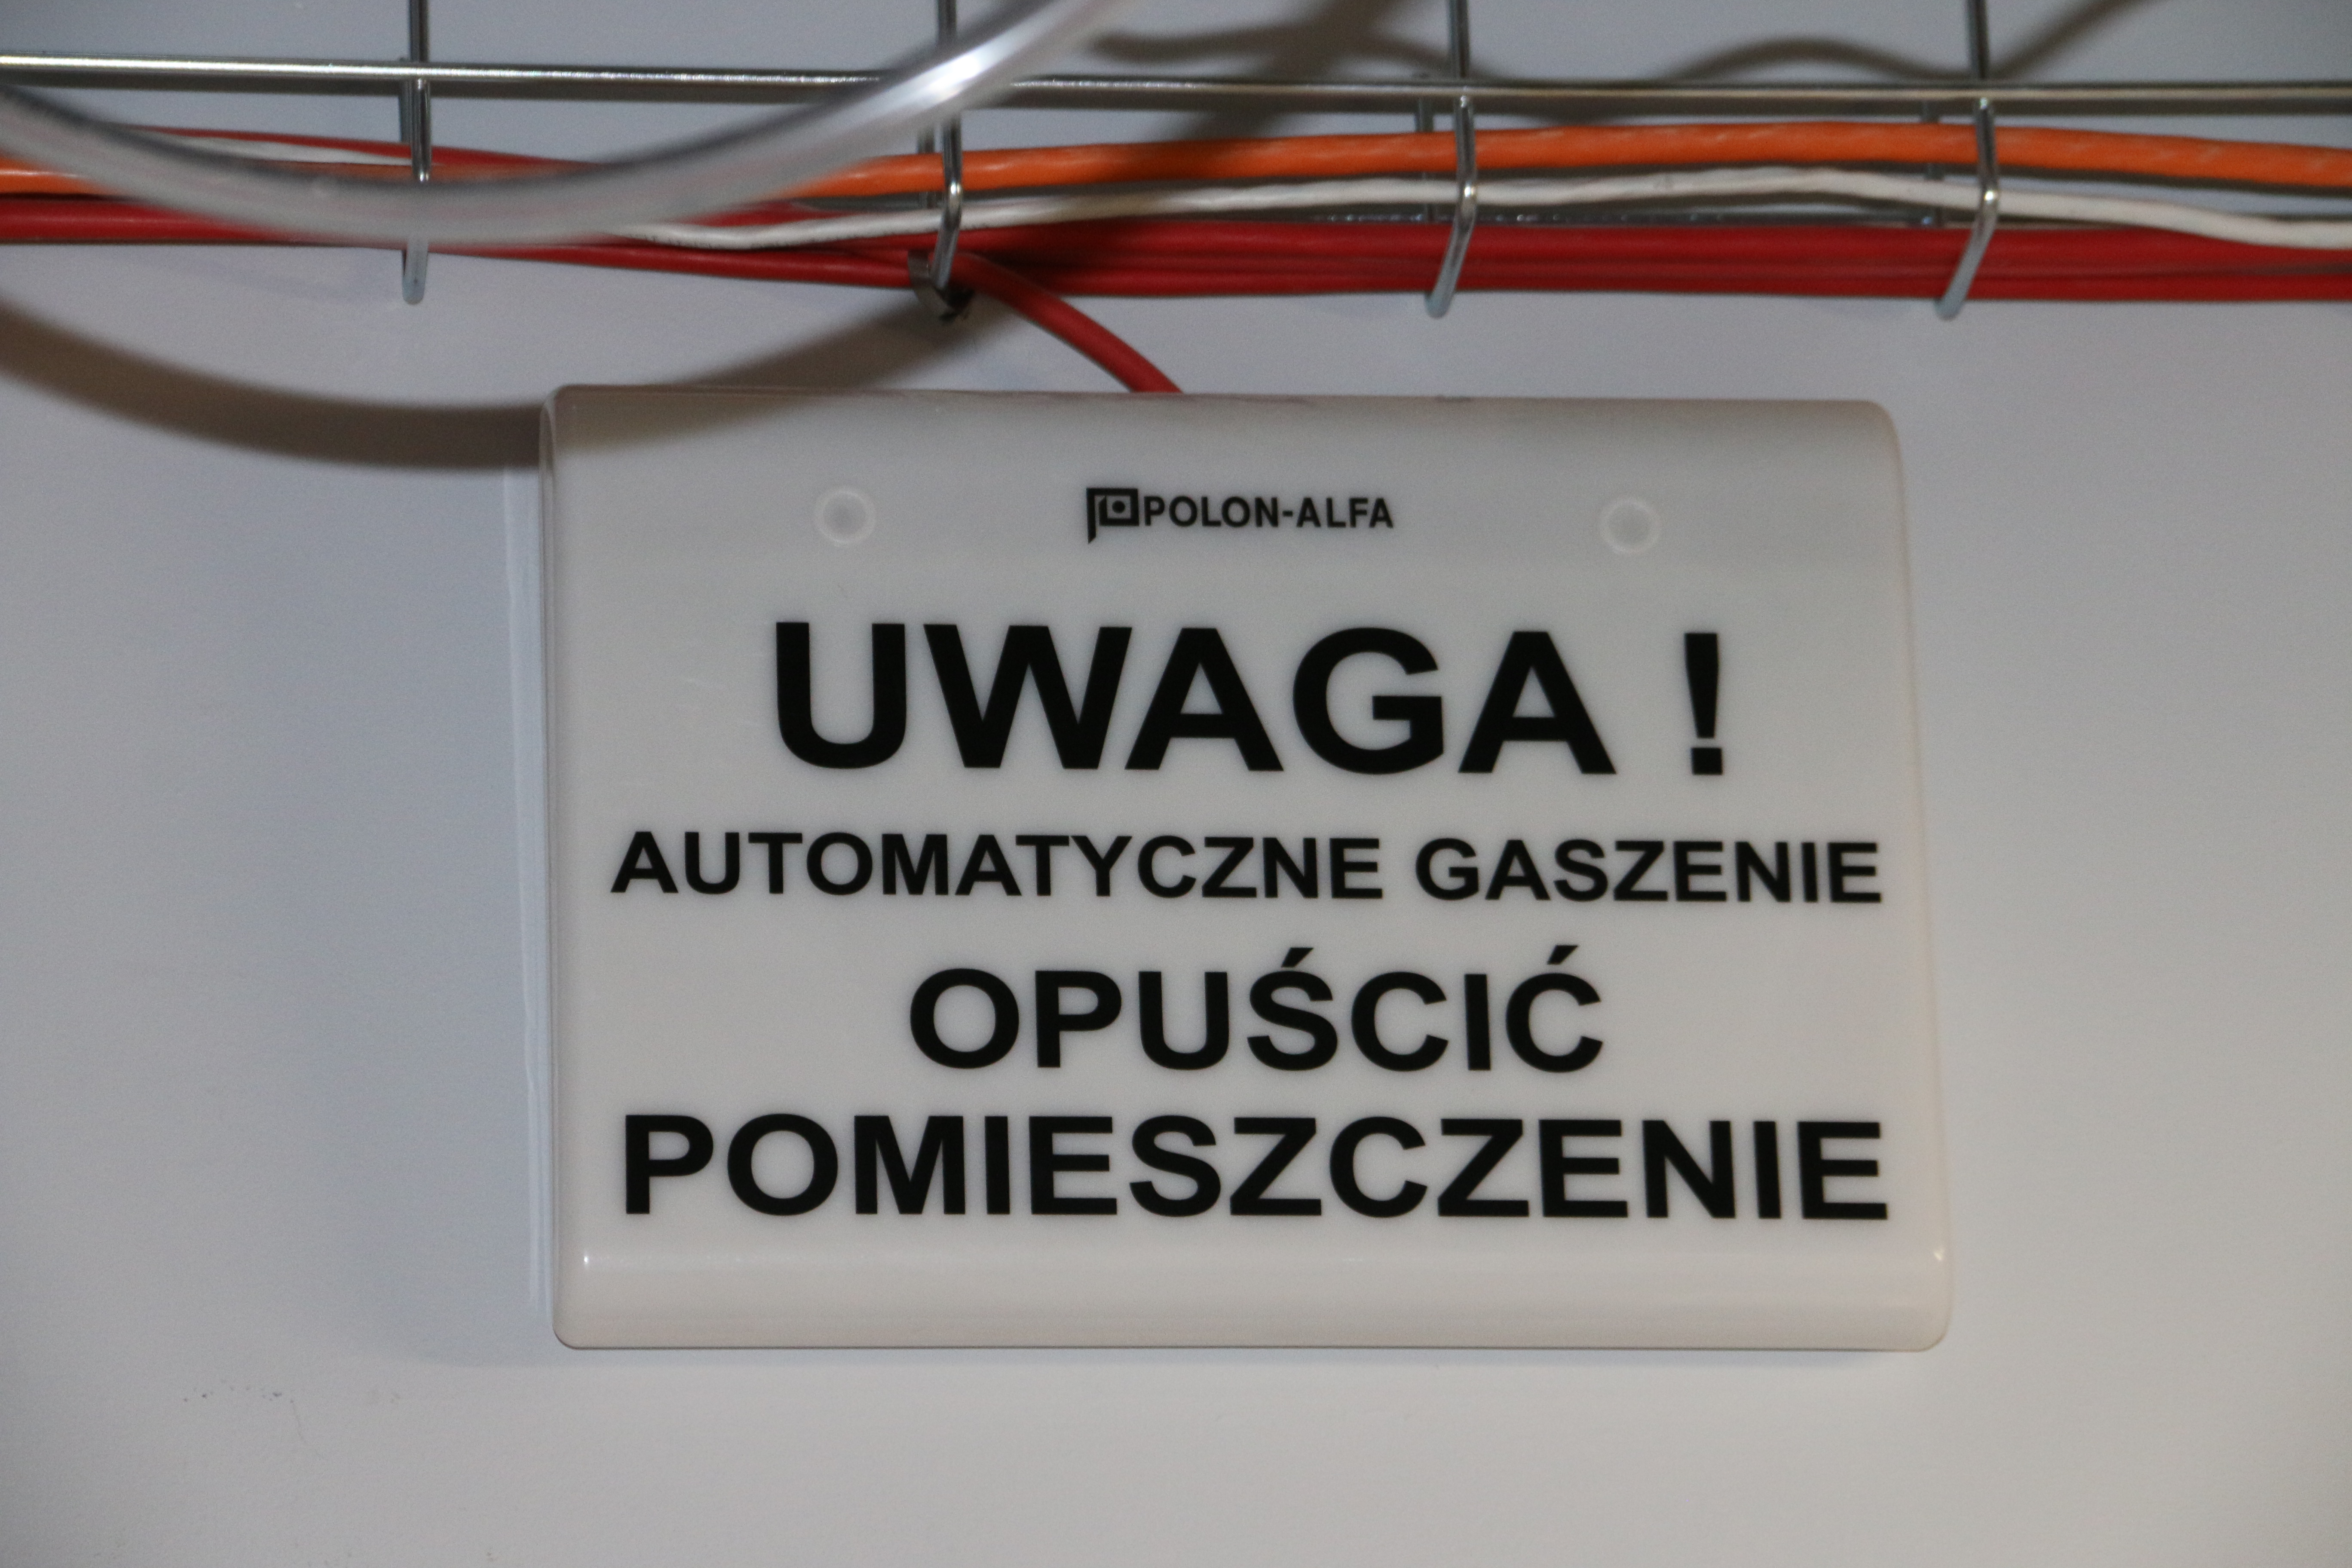 POLON-ALFA
UWAGA !
AUTOMATYCZNE GASZENIE
OPUŚCIĆ
POMIESZCZENIE